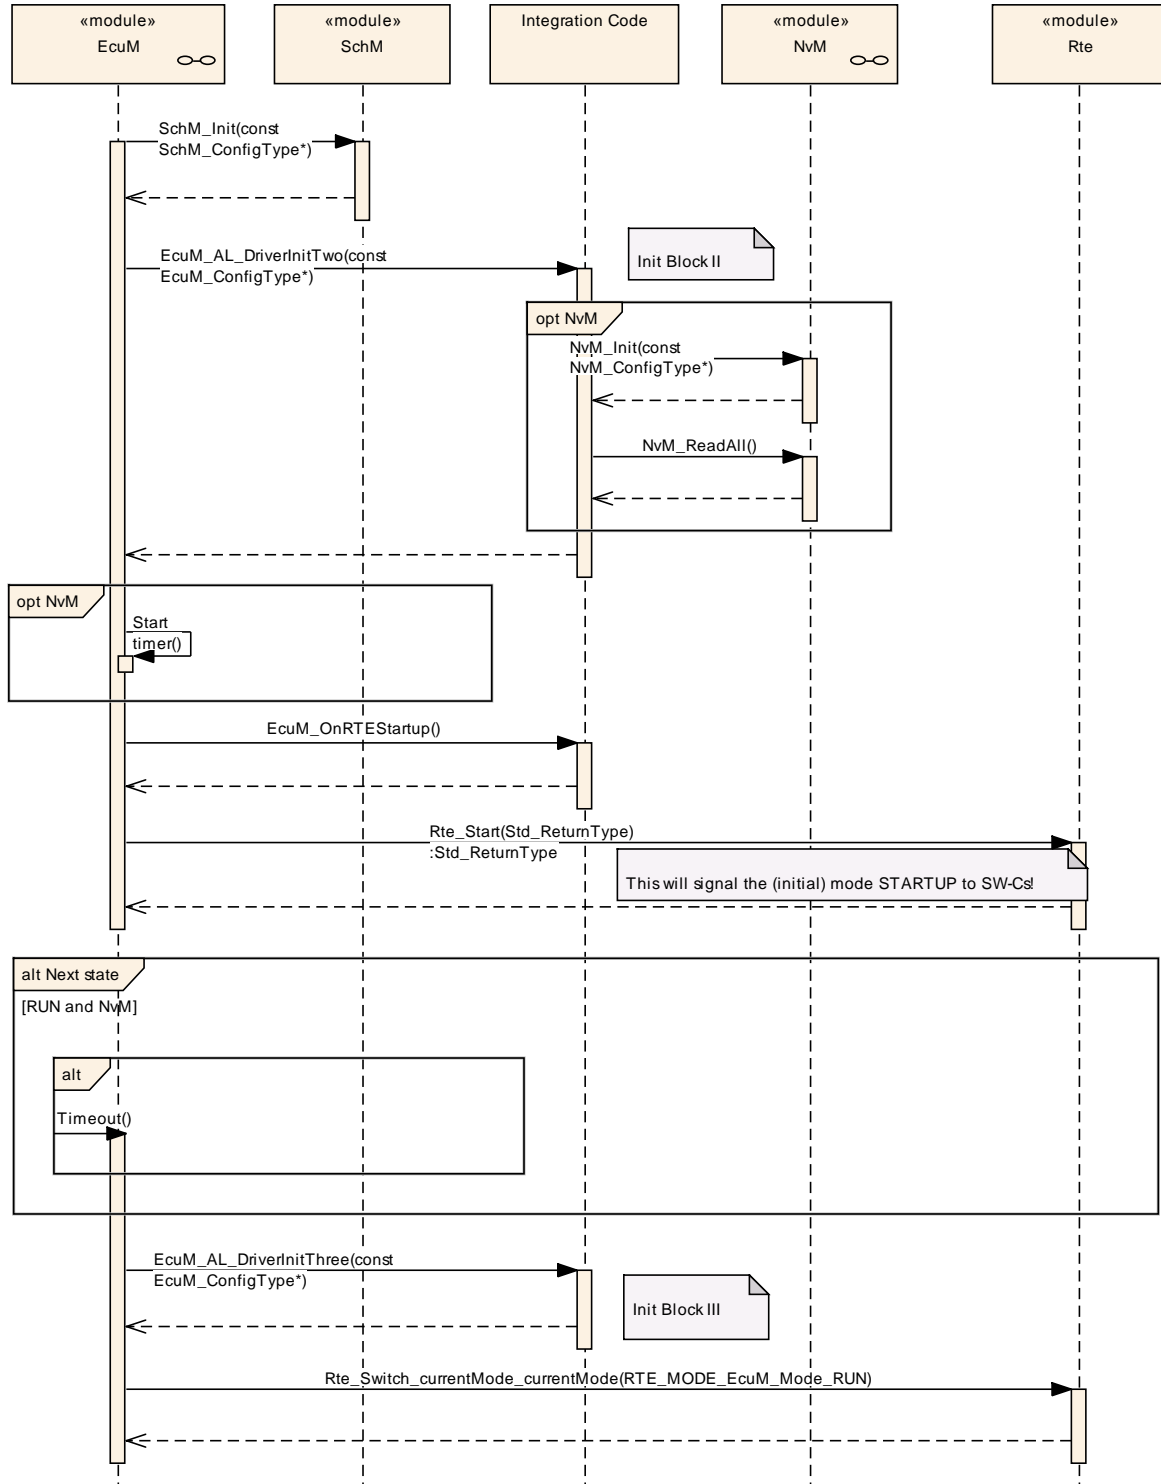 «module»
EcuM
«module»
SchM
Integration Code
«module»
NvM
«module»
Rte
SchM_Init(const
SchM_ConfigType*)
EcuM_AL_DriverInitTwo(const
EcuM_ConfigType*)
Init Block II
opt NvM
NvM_Init(const
NvM_ConfigType*)
NvM_ReadAll()
opt NvM
Start
timer()
EcuM_OnRTEStartup()
Rte_Start(Std_ReturnType)
:Std_ReturnType
This will signal the (initial) mode STARTUP to SW-Cs!
alt Next state
[RUN and NvM]
alt
Timeout()
EcuM_AL_DriverInitThree(const
EcuM_ConfigType*)
Init Block III
Rte_Switch_currentMode_currentMode(RTE_MODE_EcuM_Mode_RUN)